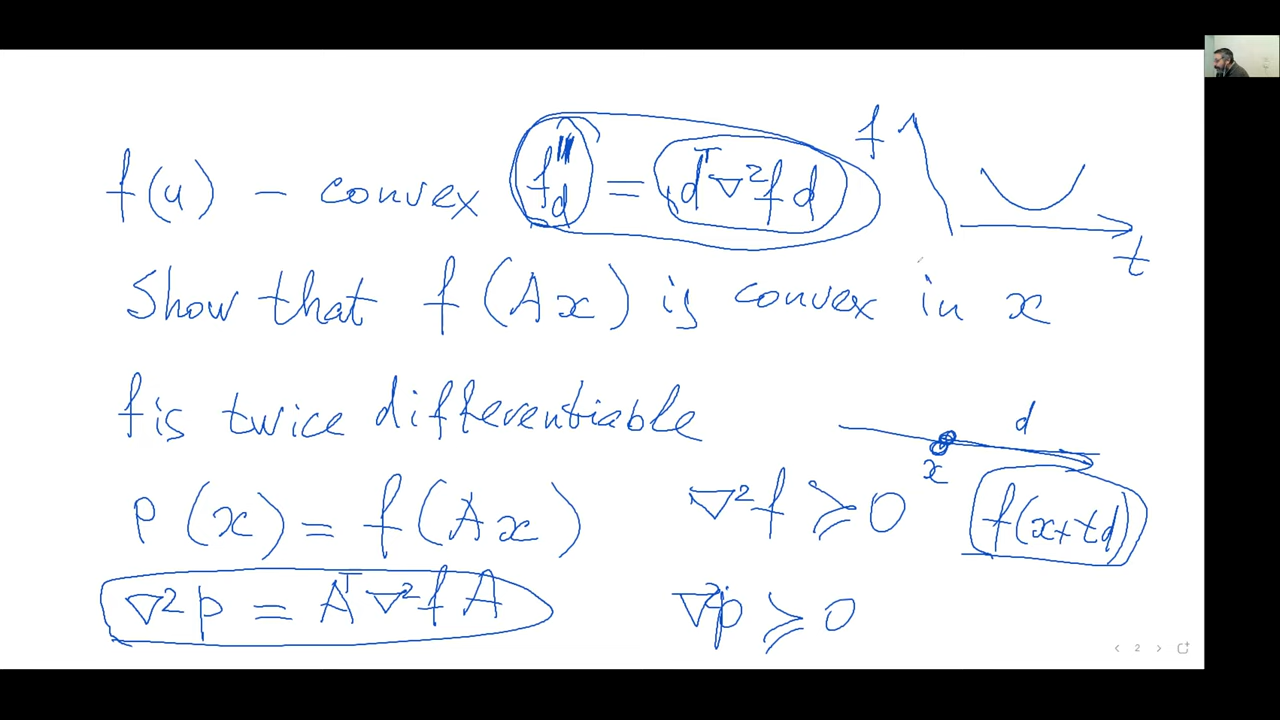 f(u) – convex f''_d = d^T ∇²f d f
t
Show that f(Ax) is convex in x
f is twice differentiable
d
x
P(x) = f(Ax) ∇²f ⩾ 0 f(x+td)
∇²p = A^T ∇²f A ∇²p ⩾ 0
2